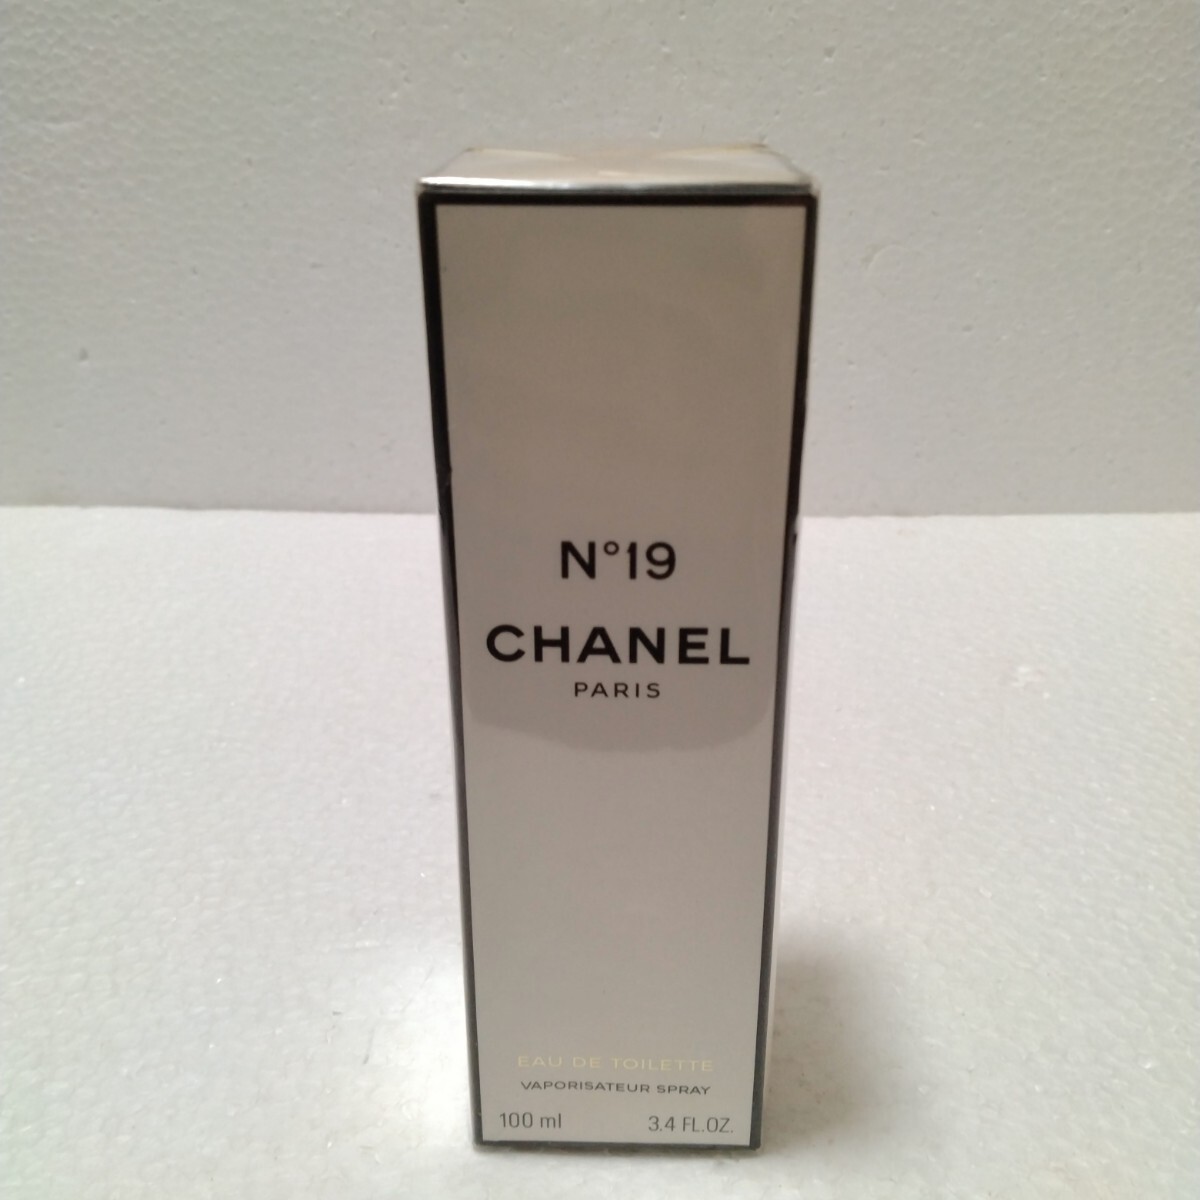 N°19
CHANEL
PARIS
EAU DE TOILETTE
VAPORISATEUR SPRAY
100 ml 3.4 FL.OZ.